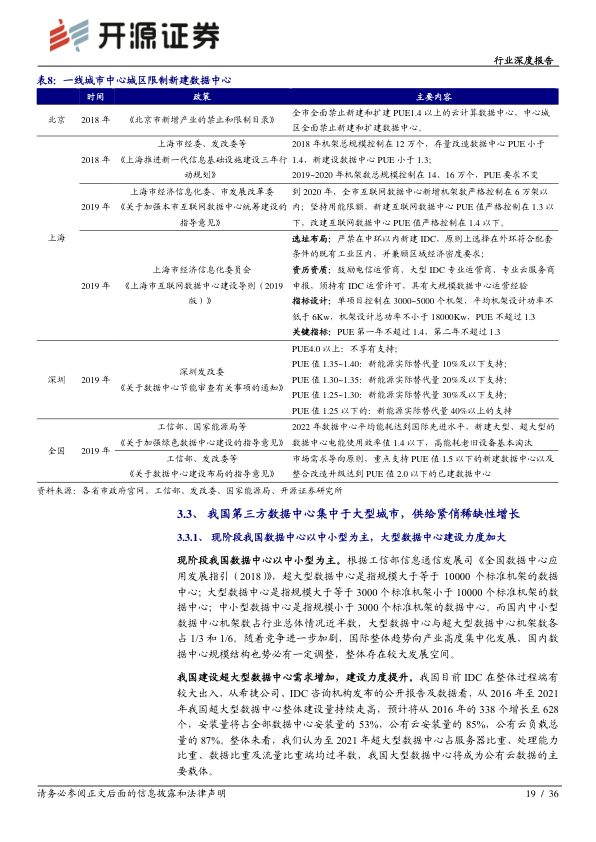 开源证券
行业深度报告
表8：一线城市中心城区限制新建数据中心
时间 政策 主要内容
北京 2018 年 《北京市新增产业的禁止和限制目录》 全市全面禁止新建和扩建 PUE1.4 以上的云计算数据中心，中心城
区全面禁止新建和扩建数据中心。
上海
2018 年
上海市经委、发改委等
《上海推进新一代信息基础设施建设三年行
动规划》
2018 年机架总规模控制在 12 万个，存量改造数据中心 PUE 小于
1.4，新建设数据中心 PUE 小于 1.3；
2019~2020 年机架数总规模控制在 14、16 万个，PUE 要求不变
2019 年
上海市经济信息化委、市发展改革委
《关于加强本市互联网数据中心统筹建设的
指导意见》
到 2020 年，全市互联网数据中心新增机架数严格控制在 6 万架以
内；坚持用能限额，新建互联网数据中心 PUE 值严格控制在 1.3 以
下，改建互联网数据中心 PUE 值严格控制在 1.4 以下。
2019 年
上海市经济信息化委员会
《上海市互联网数据中心建设导则（2019
版）》
选址布局：严禁在中环以内新建 IDC，原则上选择在外环符合配套
条件的现有工业区内，并兼顾区域经济密度要求；
资历资质：鼓励电信运营商、大型 IDC 专业运营商、专业云服务商
申报，须持有 IDC 运营许可，具有大规模数据中心运营经验
指标设计：单项目控制在 3000~5000 个机架，平均机架设计功率不
低于 6Kw，机架设计总功率不小于 18000Kw，PUE 不超过 1.3
关键指标：PUE 第一年不超过 1.4，第二年不超过 1.3
深圳 2019 年
深圳发改委
《关于数据中心节能审查有关事项的通知》
PUE4.0 以上：不享有支持；
PUE 值 1.35~1.40：新能源实际替代量 10%及以下支持；
PUE 值 1.30~1.35：新能源实际替代量 20%及以下支持；
PUE 值 1.25~1.30：新能源实际替代量 30%及以下支持；
PUE 值 1.25 以下的：新能源实际替代量 40%以上的支持
全国 2019 年
工信部、国家能源局等
《关于加强绿色数据中心建设的指导意见》
2022 年数据中心平均能耗达到国际先进水平，新建大型、超大型的
数据中心电能使用效率值 1.4 以下，高能耗老旧设备基本淘汰
工信部、发改委等
《关于数据中心建设布局的指导意见》
市场需求导向原则，重点支持 PUE 值 1.5 以下的新建数据中心以及
整合改造升级达到 PUE 值 2.0 以下的已建数据中心
资料来源：各省市政府官网、工信部、发改委、国家能源局、开源证券研究所
3.3、 我国第三方数据中心集中于大型城市，供给紧俏稀缺性增长
3.3.1、 现阶段我国数据中心以中小型为主，大型数据中心建设力度加大
现阶段我国数据中心以中小型为主。根据工信部信息通信发展司《全国数据中心应
用发展指引（2018）》，超大型数据中心是指规模大于等于 10000 个标准机架的数据
中心；大型数据中心是指规模大于等于 3000 个标准机架小于 10000 个标准机架的数
据中心；中小型数据中心是指规模小于 3000 个标准机架的数据中心。而国内中小型
数据中心机架数占行业总体情况近半数，大型数据中心与超大型数据中心机架数各
占 1/3 和 1/6。随着竞争进一步加剧，国际整体趋势向产业高度集中化发展，国内数
据中心规模结构也势必有一定调整，整体存在较大发展空间。
我国建设超大型数据中心需求增加，建设力度提升。我国目前 IDC 在整体过程端有
较大出入，从希捷公司、IDC 咨询机构发布的公开报告及数据看，从 2016 年至 2021
年我国超大型数据中心整体建设量持续走高，预计将从 2016 年的 338 个增长至 628
个，安装量将占全部数据中心安装量的 53%，公有云安装量的 85%，公有云负载总
量的 87%。整体来看，我们认为至 2021 年超大型数据中心占服务器比重、处理能力
比重、数据比重及流量比重端均过半数，我国大型数据中心将成为公有云数据的主
要载体。
请务必参阅正文后面的信息披露和法律声明
19 / 36